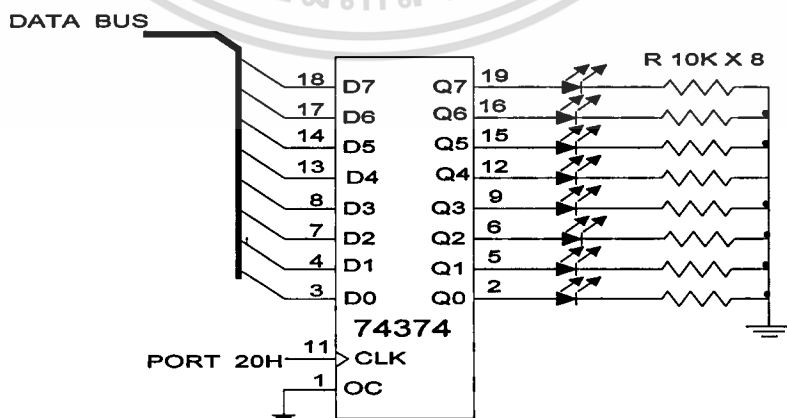 DATA BUS
R 10K X 8
18 D7 Q7 19
17 D6 Q6 16
14 D5 Q5 15
13 D4 Q4 12
8 D3 Q3 9
7 D2 Q2 6
4 D1 Q1 5
3 D0 Q0 2
74374
PORT 20H 11 CLK
1 OC